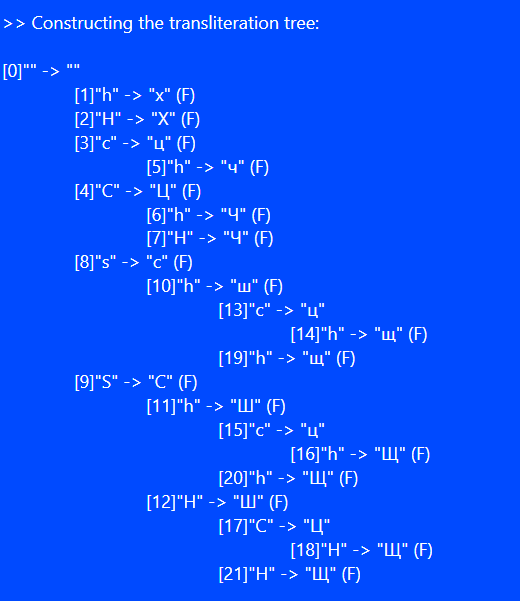 >> Constructing the transliteration tree:
[0]"" -> ""
[1]"h" -> "х" (F)
[2]"H" -> "Х" (F)
[3]"c" -> "ц" (F)
[5]"h" -> "ч" (F)
[4]"C" -> "Ц" (F)
[6]"h" -> "Ч" (F)
[7]"H" -> "Ч" (F)
[8]"s" -> "с" (F)
[10]"h" -> "ш" (F)
[13]"c" -> "ц"
[14]"h" -> "щ" (F)
[19]"h" -> "щ" (F)
[9]"S" -> "С" (F)
[11]"h" -> "Ш" (F)
[15]"c" -> "ц"
[16]"h" -> "Щ" (F)
[20]"h" -> "Щ" (F)
[12]"H" -> "Ш" (F)
[17]"C" -> "Ц"
[18]"H" -> "Щ" (F)
[21]"H" -> "Щ" (F)